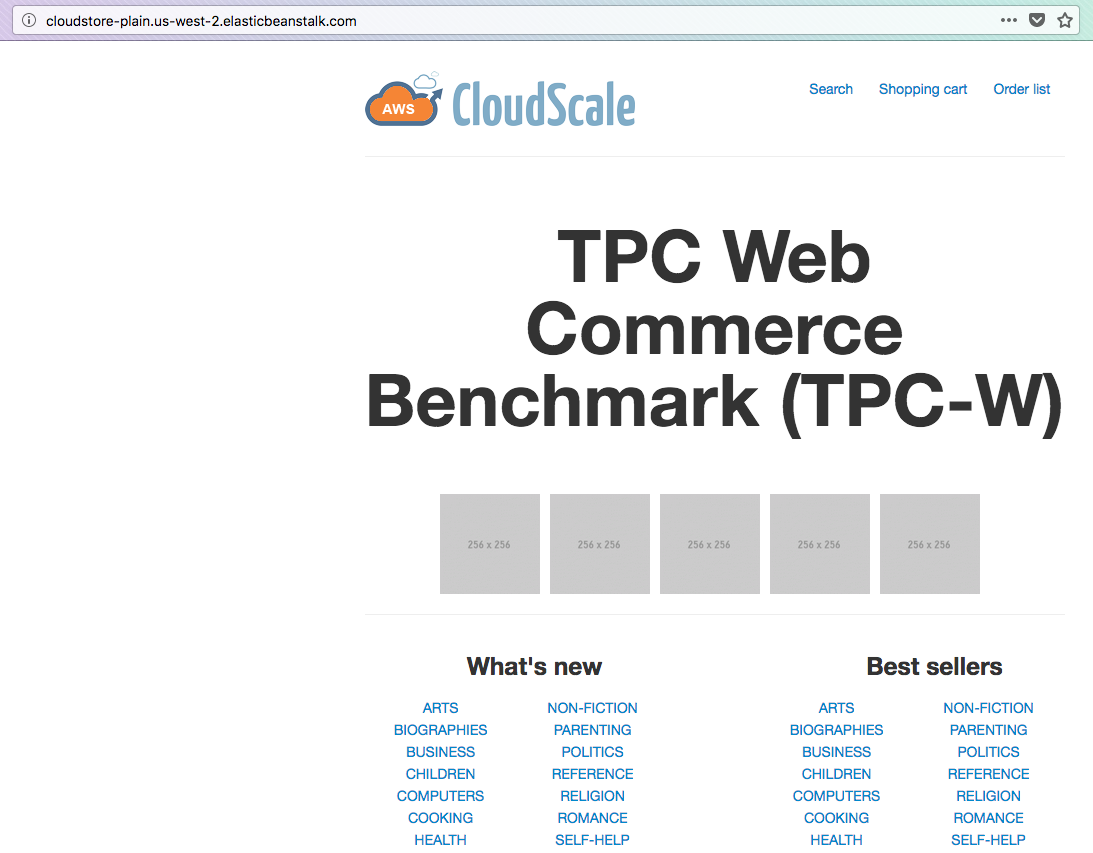 cloudstore-plain.us-west-2.elasticbeanstalk.com
AWS CloudScale
Search Shopping cart Order list
TPC Web
Commerce
Benchmark (TPC-W)
256 x 256 256 x 256 256 x 256 256 x 256 256 x 256
What's new
ARTS NON-FICTION
BIOGRAPHIES PARENTING
BUSINESS POLITICS
CHILDREN REFERENCE
COMPUTERS RELIGION
COOKING ROMANCE
HEALTH SELF-HELP
Best sellers
ARTS NON-FICTION
BIOGRAPHIES PARENTING
BUSINESS POLITICS
CHILDREN REFERENCE
COMPUTERS RELIGION
COOKING ROMANCE
HEALTH SELF-HELP